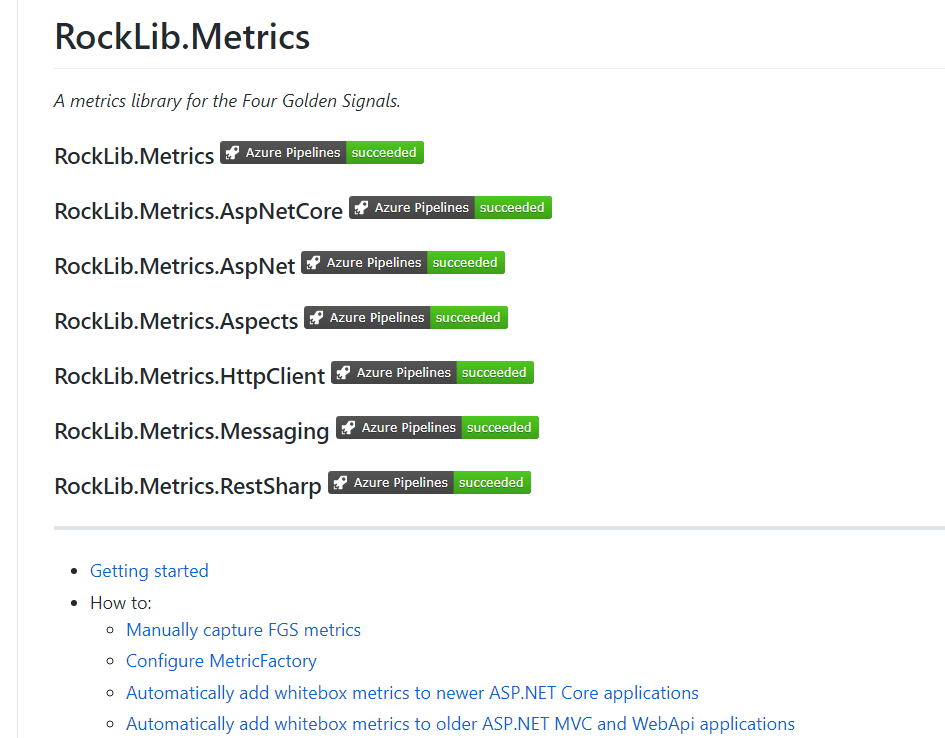 RockLib.Metrics
A metrics library for the Four Golden Signals.
RockLib.Metrics Azure Pipelines succeeded
RockLib.Metrics.AspNetCore Azure Pipelines succeeded
RockLib.Metrics.AspNet Azure Pipelines succeeded
RockLib.Metrics.Aspects Azure Pipelines succeeded
RockLib.Metrics.HttpClient Azure Pipelines succeeded
RockLib.Metrics.Messaging Azure Pipelines succeeded
RockLib.Metrics.RestSharp Azure Pipelines succeeded
Getting started
How to:
Manually capture FGS metrics
Configure MetricFactory
Automatically add whitebox metrics to newer ASP.NET Core applications
Automatically add whitebox metrics to older ASP.NET MVC and WebApi applications